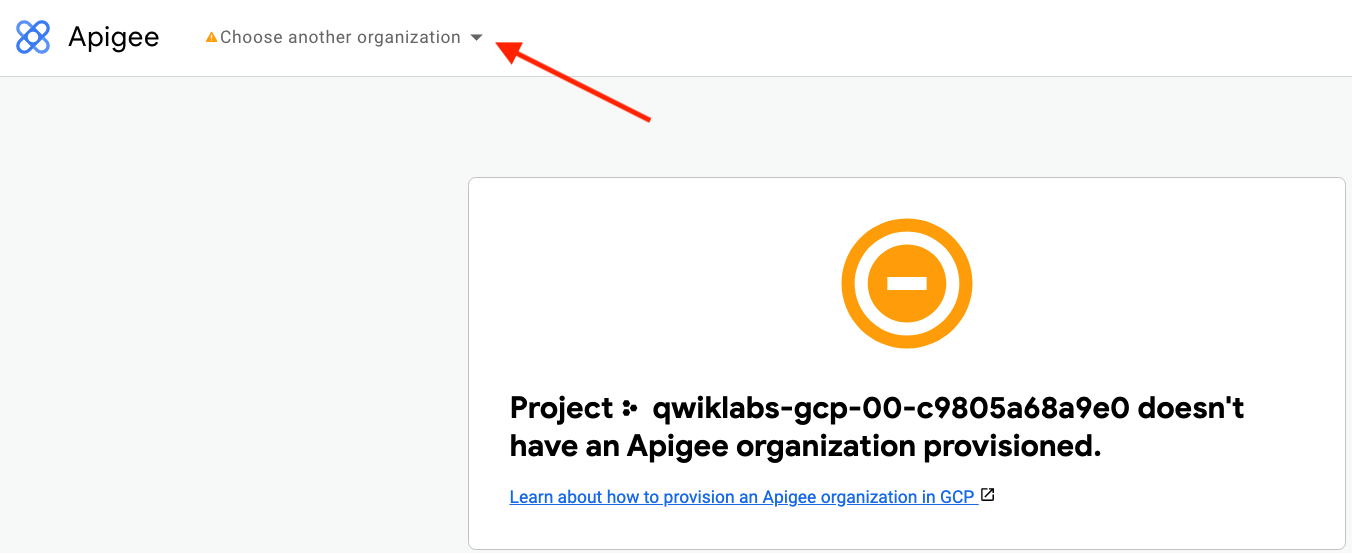 Apigee
Choose another organization
Project qwiklabs-gcp-00-c9805a68a9e0 doesn't
have an Apigee organization provisioned.
Learn about how to provision an Apigee organization in GCP